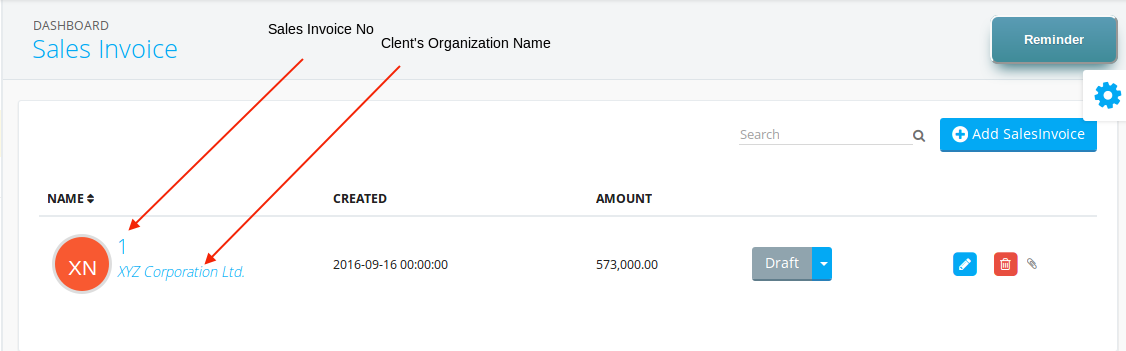 DASHBOARD
Sales Invoice
Sales Invoice No
Clent's Organization Name
Reminder
Search
Add SalesInvoice
NAME CREATED AMOUNT
XN
1
XYZ Corporation Ltd.
2016-09-16 00:00:00
573,000.00
Draft